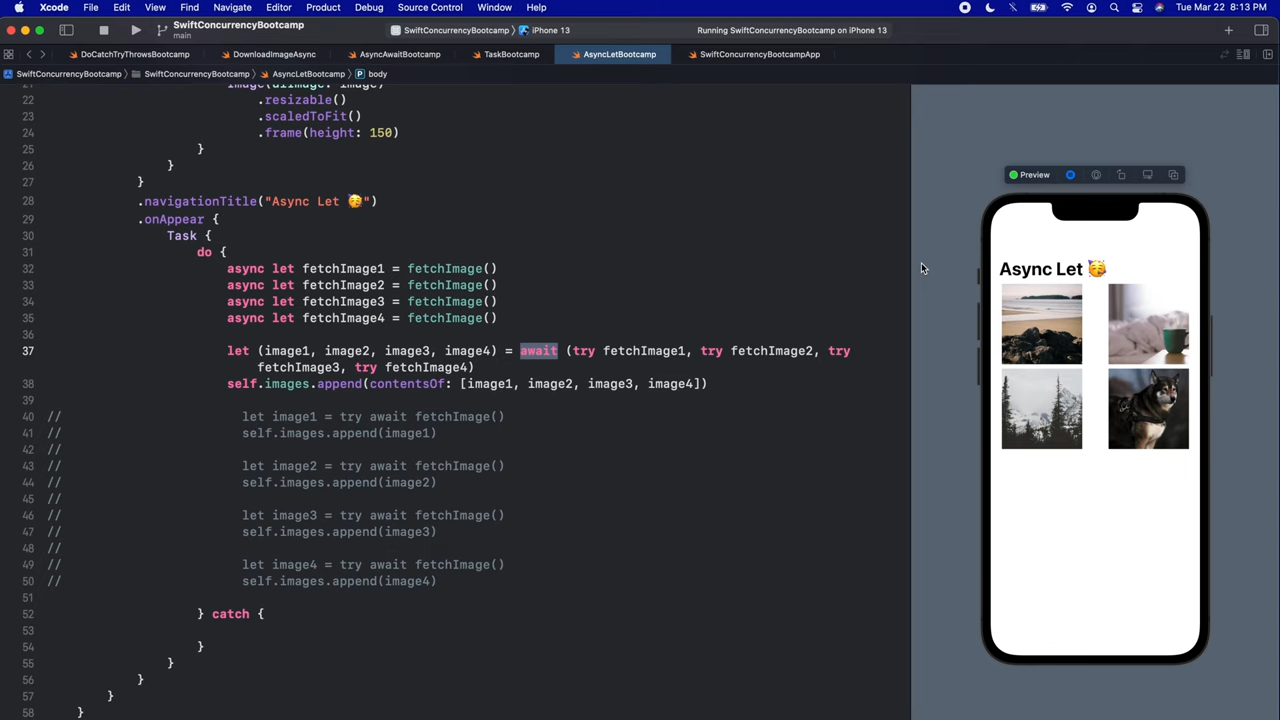 Xcode File Edit View Find Navigate Editor Product Debug Source Control Window Help Tue Mar 22 8:13 PM
SwiftConcurrencyBootcamp
main
SwiftConcurrencyBootcamp iPhone 13
Running SwiftConcurrencyBootcamp on iPhone 13
DoCatchTryThrowsBootcamp DownloadImageAsync AsyncAwaitBootcamp TaskBootcamp AsyncLetBootcamp SwiftConcurrencyBootcampApp
SwiftConcurrencyBootcamp SwiftConcurrencyBootcamp AsyncLetBootcamp P body
21 Image(uiImage: image)
22 .resizable()
23 .scaledToFit()
24 .frame(height: 150)
25 }
26 }
27 }
28 .navigationTitle("Async Let 🥳")
29 .onAppear {
30 Task {
31 do {
32 async let fetchImage1 = fetchImage()
33 async let fetchImage2 = fetchImage()
34 async let fetchImage3 = fetchImage()
35 async let fetchImage4 = fetchImage()
36
37 let (image1, image2, image3, image4) = await (try fetchImage1, try fetchImage2, try
fetchImage3, try fetchImage4)
38 self.images.append(contentsOf: [image1, image2, image3, image4])
39
40 // let image1 = try await fetchImage()
41 // self.images.append(image1)
42 //
43 // let image2 = try await fetchImage()
44 // self.images.append(image2)
45 //
46 // let image3 = try await fetchImage()
47 // self.images.append(image3)
48 //
49 // let image4 = try await fetchImage()
50 // self.images.append(image4)
51
52 } catch {
53
54 }
55 }
56 }
57 }
58 }
Preview
Async Let 🥳